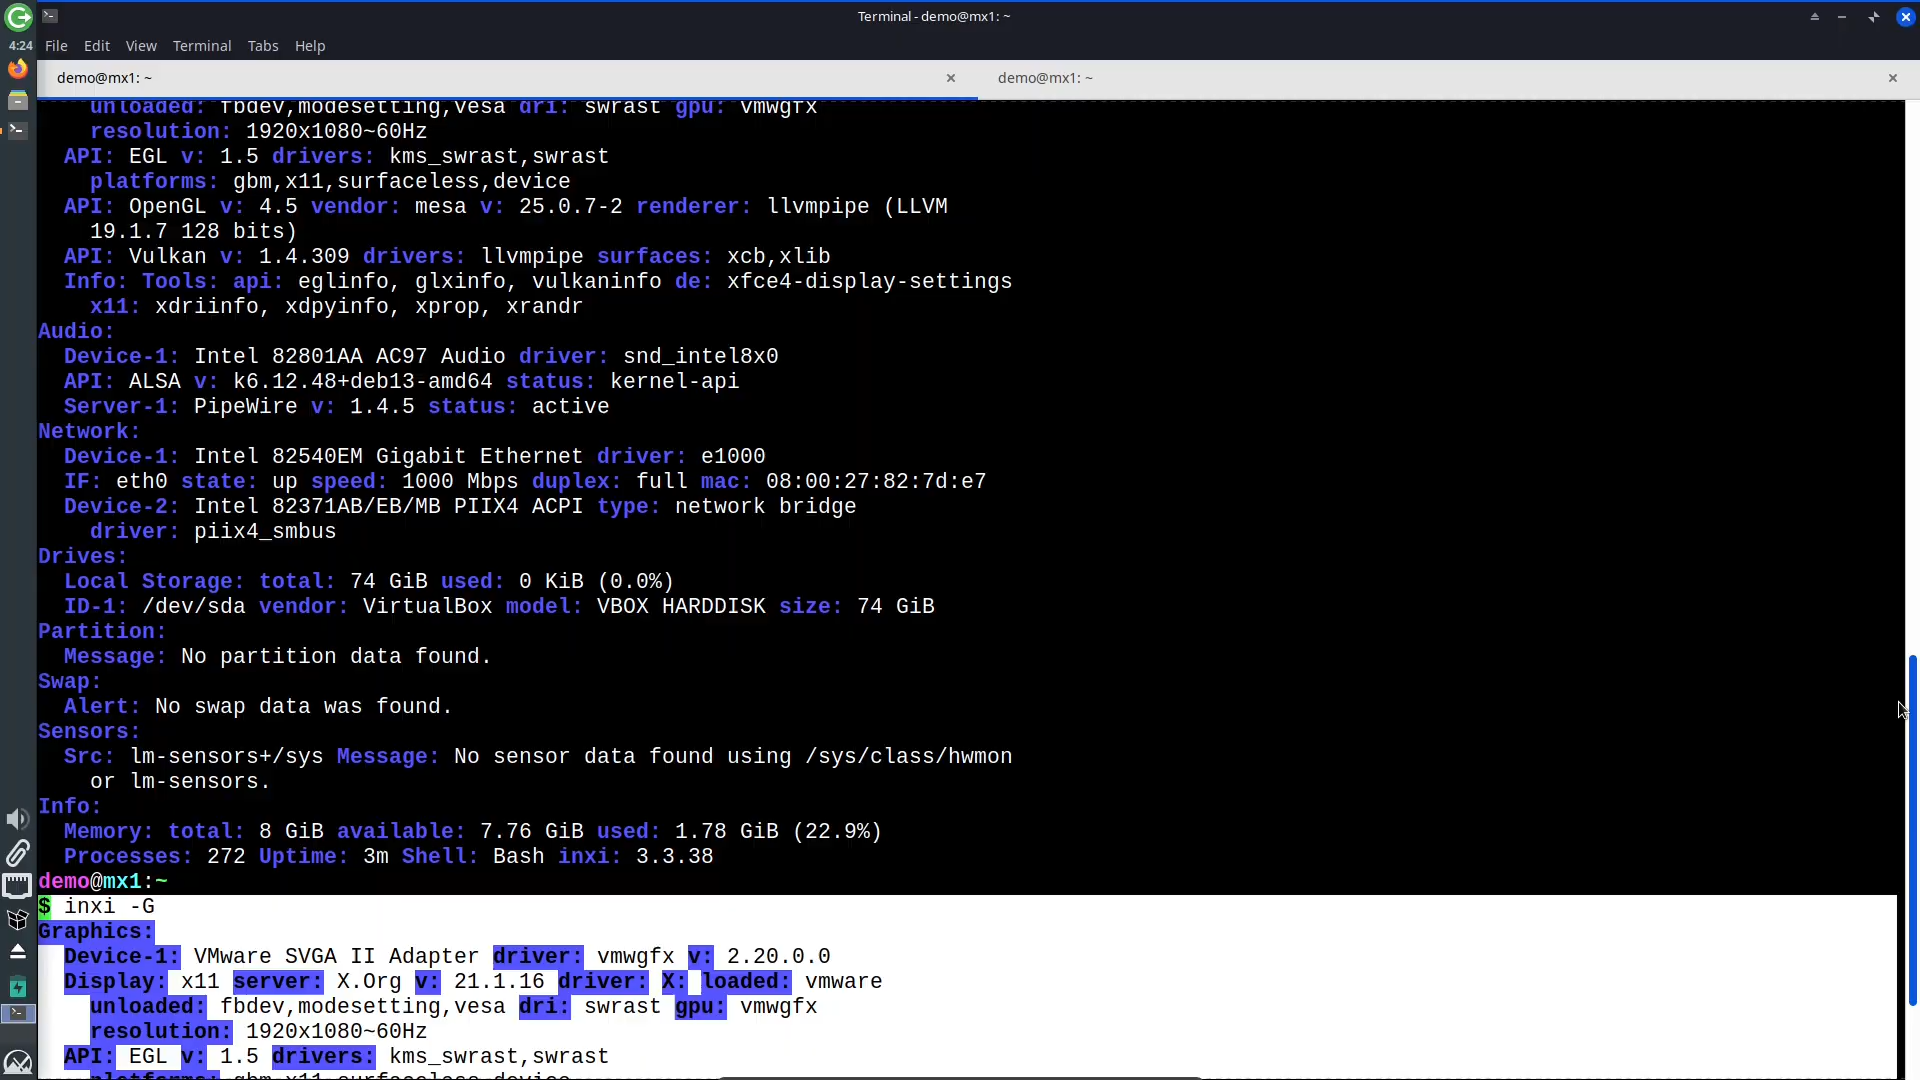 Terminal - demo@mx1: ~
4:24
File Edit View Terminal Tabs Help
demo@mx1: ~ demo@mx1: ~
unloaded: fbdev,modesetting,vesa dri: swrast gpu: vmwgfx
resolution: 1920x1080~60Hz
API: EGL v: 1.5 drivers: kms_swrast,swrast
platforms: gbm,x11,surfaceless,device
API: OpenGL v: 4.5 vendor: mesa v: 25.0.7-2 renderer: llvmpipe (LLVM
19.1.7 128 bits)
API: Vulkan v: 1.4.309 drivers: llvmpipe surfaces: xcb,xlib
Info: Tools: api: eglinfo, glxinfo, vulkaninfo de: xfce4-display-settings
x11: xdriinfo, xdpyinfo, xprop, xrandr
Audio:
Device-1: Intel 82801AA AC97 Audio driver: snd_intel8x0
API: ALSA v: k6.12.48+deb13-amd64 status: kernel-api
Server-1: PipeWire v: 1.4.5 status: active
Network:
Device-1: Intel 82540EM Gigabit Ethernet driver: e1000
IF: eth0 state: up speed: 1000 Mbps duplex: full mac: 08:00:27:82:7d:e7
Device-2: Intel 82371AB/EB/MB PIIX4 ACPI type: network bridge
driver: piix4_smbus
Drives:
Local Storage: total: 74 GiB used: 0 KiB (0.0%)
ID-1: /dev/sda vendor: VirtualBox model: VBOX HARDDISK size: 74 GiB
Partition:
Message: No partition data found.
Swap:
Alert: No swap data was found.
Sensors:
Src: lm-sensors+/sys Message: No sensor data found using /sys/class/hwmon
or lm-sensors.
Info:
Memory: total: 8 GiB available: 7.76 GiB used: 1.78 GiB (22.9%)
Processes: 272 Uptime: 3m Shell: Bash inxi: 3.3.38
demo@mx1:~
$ inxi -G
Graphics:
Device-1: VMware SVGA II Adapter driver: vmwgfx v: 2.20.0.0
Display: x11 server: X.Org v: 21.1.16 driver: X: loaded: vmware
unloaded: fbdev,modesetting,vesa dri: swrast gpu: vmwgfx
resolution: 1920x1080~60Hz
API: EGL v: 1.5 drivers: kms_swrast,swrast
platforms: gbm,x11,surfaceless,device